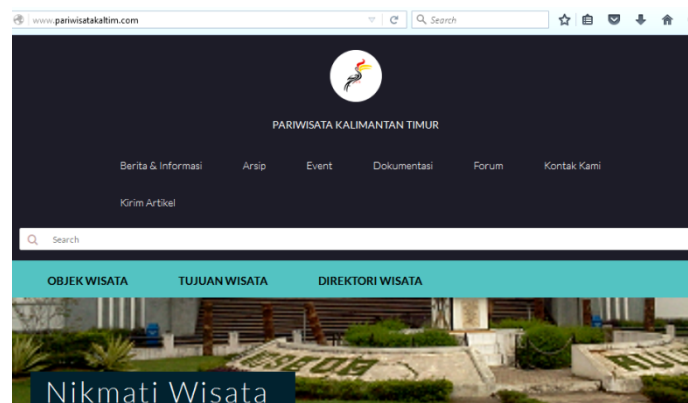 www.pariwisatakaltim.com
Search
PARIWISATA KALIMANTAN TIMUR
Berita & Informasi Arsip Event Dokumentasi Forum Kontak Kami
Kirim Artikel
Search
OBJEK WISATA TUJUAN WISATA DIREKTORI WISATA
Nikmati Wisata